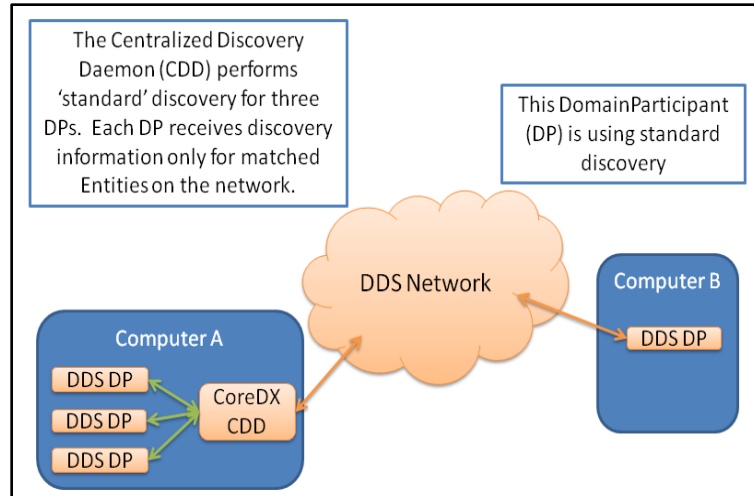 The Centralized Discovery
Daemon (CDD) performs
‘standard’ discovery for three
DPs.  Each DP receives discovery
information only for matched
Entities on the network.
This DomainParticipant
(DP) is using standard
discovery
DDS Network
Computer A
DDS DP
DDS DP
DDS DP
CoreDX
CDD
Computer B
DDS DP